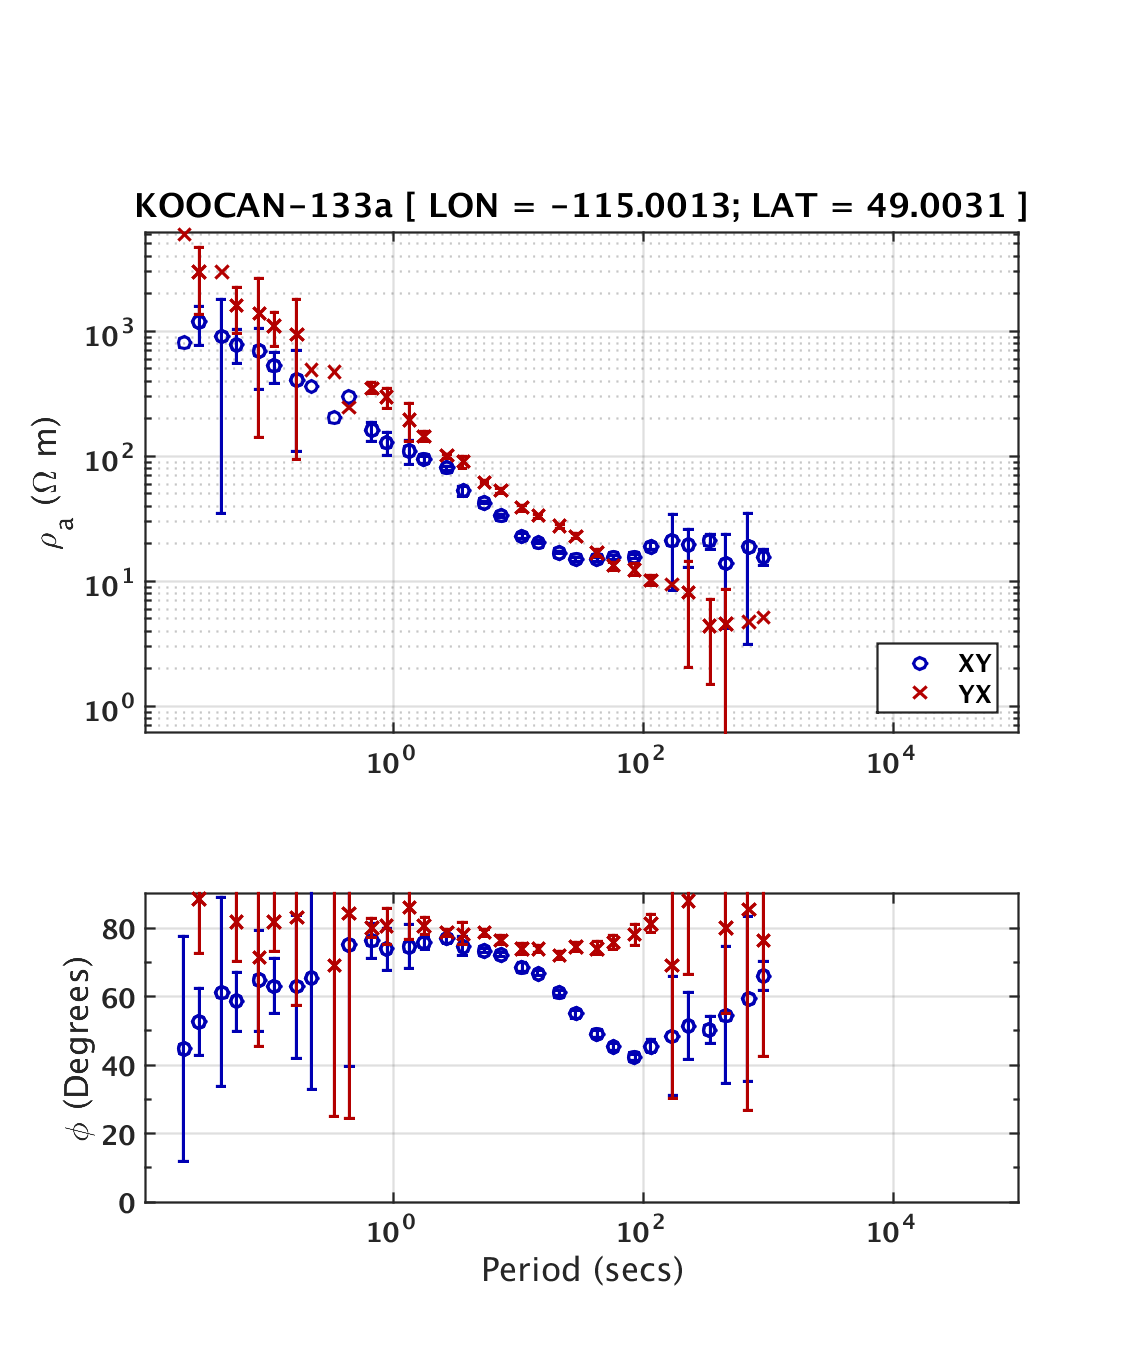 KOOCAN-133a [ LON = -115.0013; LAT = 49.0031 ]
ρa (Ω m)
10^3
10^2
10^1
10^0
XY
YX
10^0 10^2 10^4
ϕ (Degrees)
80
60
40
20
0
10^0 10^2 10^4
Period (secs)